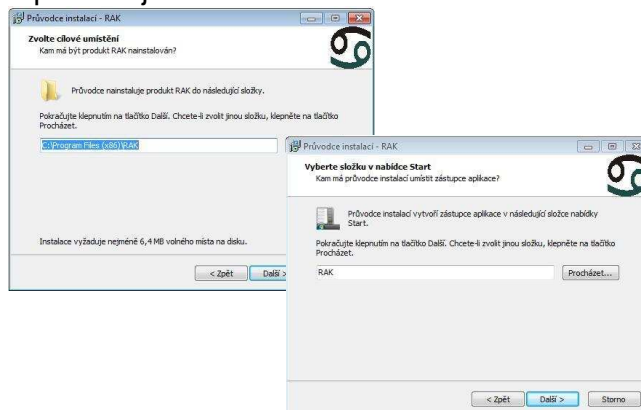 Průvodce instalací - RAK
Zvolte cílové umístění
Kam má být produkt RAK nainstalován?
Průvodce nainstaluje produkt RAK do následující složky.
Pokračujte klepnutím na tlačítko Další. Chcete-li zvolit jinou složku, klepněte na tlačítko
Procházet.
C:\Program Files (x86)\RAK
Instalace vyžaduje nejméně 6,4 MB volného místa na disku.
< Zpět
Další >
Průvodce instalací - RAK
Vyberte složku v nabídce Start
Kam má průvodce instalací umístit zástupce aplikace?
Průvodce instalací vytvoří zástupce aplikace v následující složce nabídky
Start.
Pokračujte klepnutím na tlačítko Další. Chcete-li zvolit jinou složku, klepněte na tlačítko
Procházet.
RAK
Procházet...
< Zpět
Další >
Storno